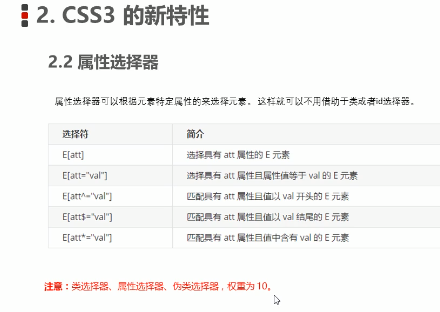 2. CSS3 的新特性
2.2 属性选择器
属性选择器可以根据元素特定属性的来选择元素。 这样就可以不用借助于类或者id选择器。
选择符 简介
E[att] 选择具有 att 属性的 E 元素
E[att="val"] 选择具有 att 属性且属性值等于 val 的 E 元素
E[att^="val"] 匹配具有 att 属性且值以 val 开头的 E 元素
E[att$="val"] 匹配具有 att 属性且值以 val 结尾的 E 元素
E[att*="val"] 匹配具有 att 属性且值中含有 val 的 E 元素
注意：类选择器、属性选择器、伪类选择器，权重为 10。